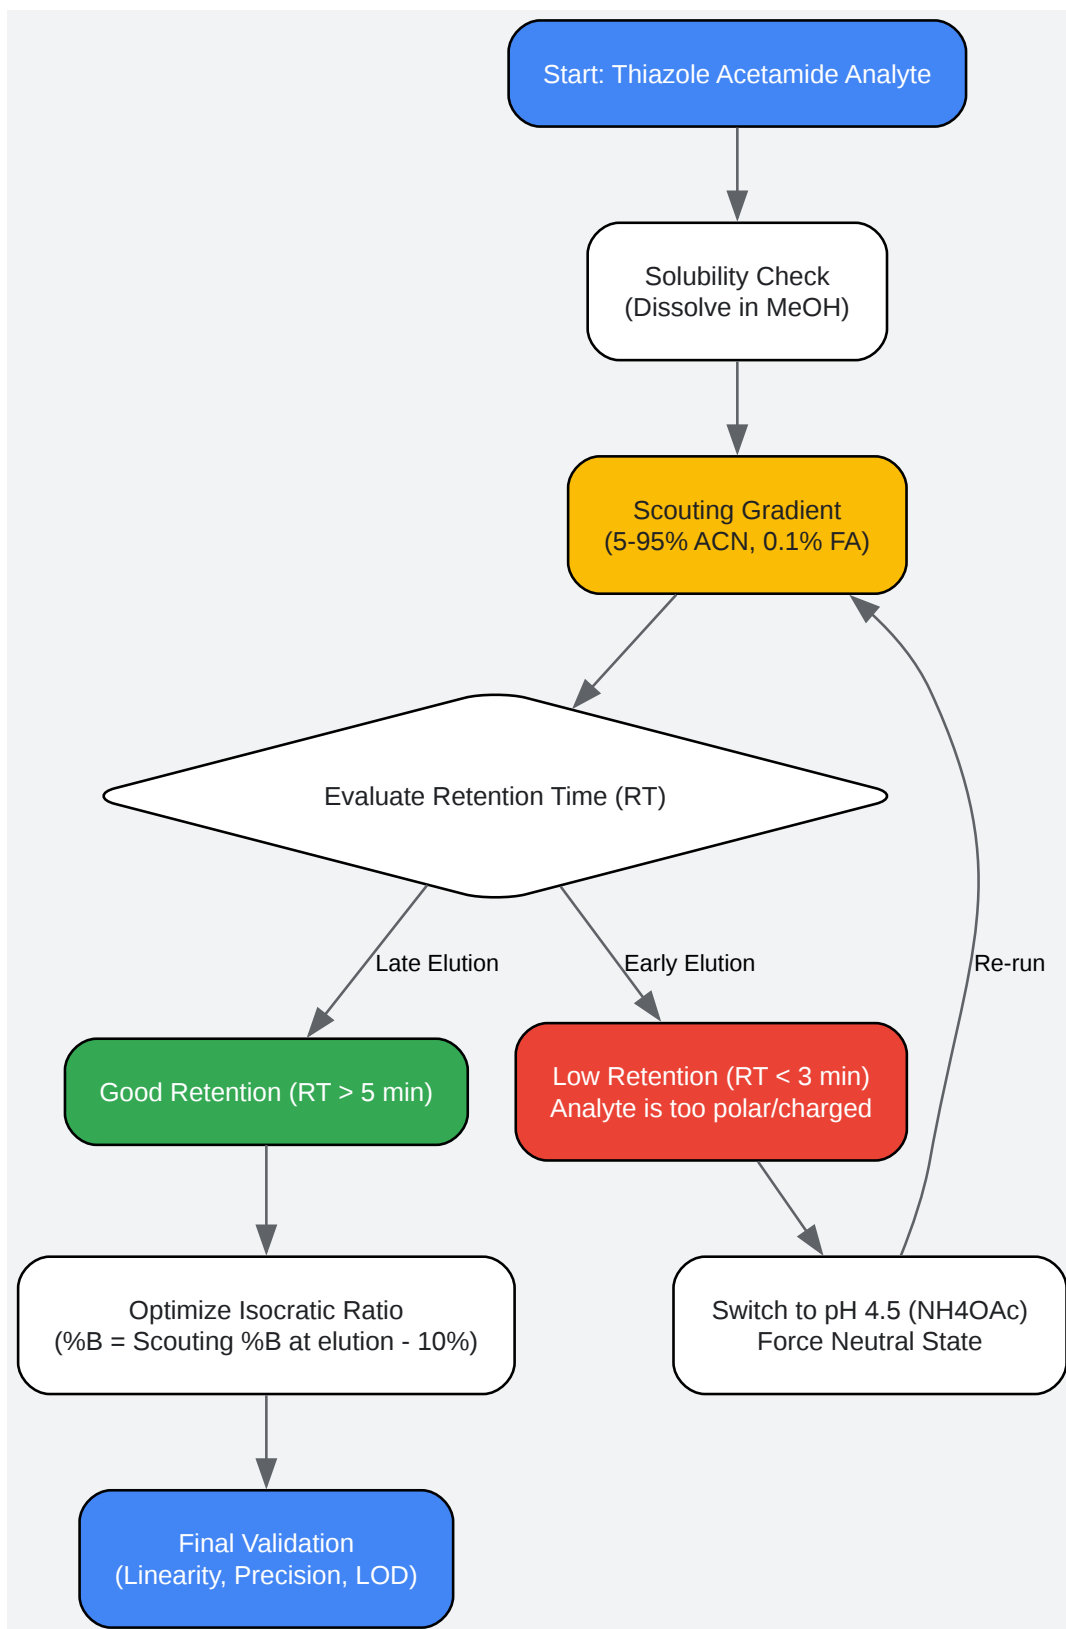 Start: Thiazole Acetamide Analyte
Solubility Check
(Dissolve in MeOH)
Scouting Gradient
(5-95% ACN, 0.1% FA)
Evaluate Retention Time (RT)
Late Elution
Early Elution
Re-run
Good Retention (RT > 5 min)
Low Retention (RT < 3 min)
Analyte is too polar/charged
Optimize Isocratic Ratio
(%B = Scouting %B at elution - 10%)
Switch to pH 4.5 (NH4OAc)
Force Neutral State
Final Validation
(Linearity, Precision, LOD)